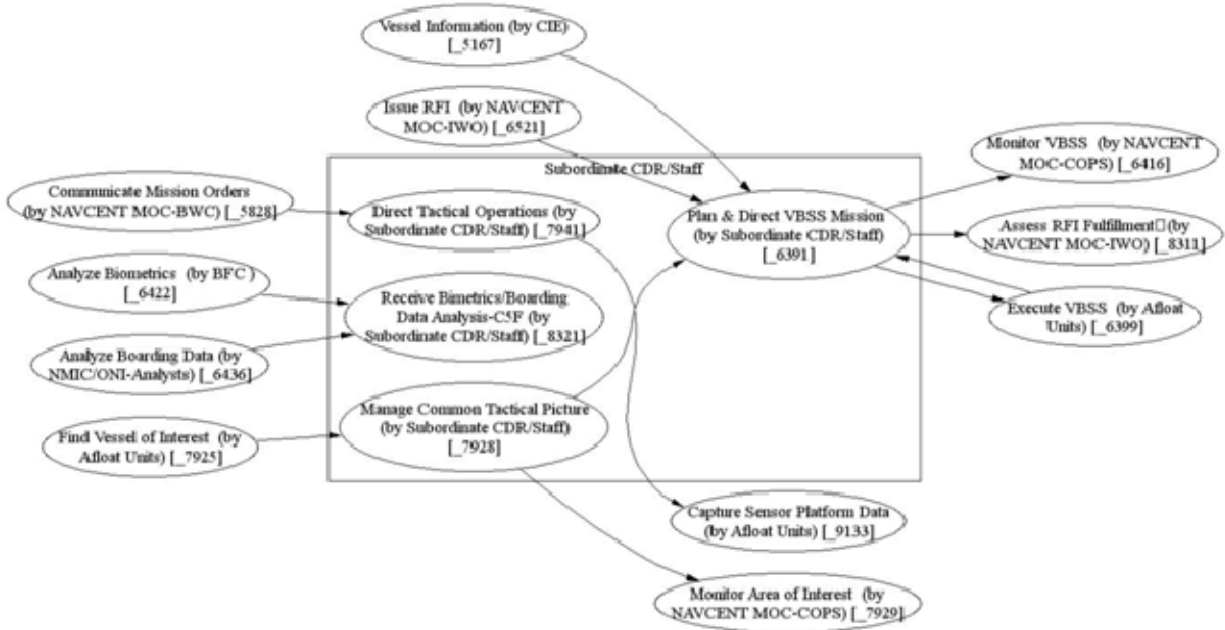 Vessel Information (by CIE)
[_5167]
Issue RFI (by NAVCENT
MOC-IWO) [_6521]
Subordinate CDR/Staff
Communicate Mission Orders
(by NAVCENT MOC-BWC) [_5828]
Direct Tactical Operations (by
Subordinate CDR/Staff) [_7941]
Plan & Direct VBSS Mission
(by Subordinate CDR/Staff)
[_6391]
Monitor VBSS (by NAVCENT
MOC-COPS) [_6416]
Assess RFI Fulfillment (by
NAVCENT MOC-IWO) [_8311]
Analyze Biometrics (by BFC )
[_6422]
Receive Bimetrics/Boarding
Data Analysis-C5F (by
Subordinate CDR/Staff) [_8321]
Execute VBSS (by Afloat
Units) [_6399]
Analyze Boarding Data (by
NMIC/ONI-Analysts) [_6436]
Manage Common Tactical Picture
(by Subordinate CDR/Staff)
[_7928]
Find Vessel of Interest (by
Afloat Units) [_7925]
Capture Sensor Platform Data
(by Afloat Units) [_9133]
Monitor Area of Interest (by
NAVCENT MOC-COPS) [_7929]